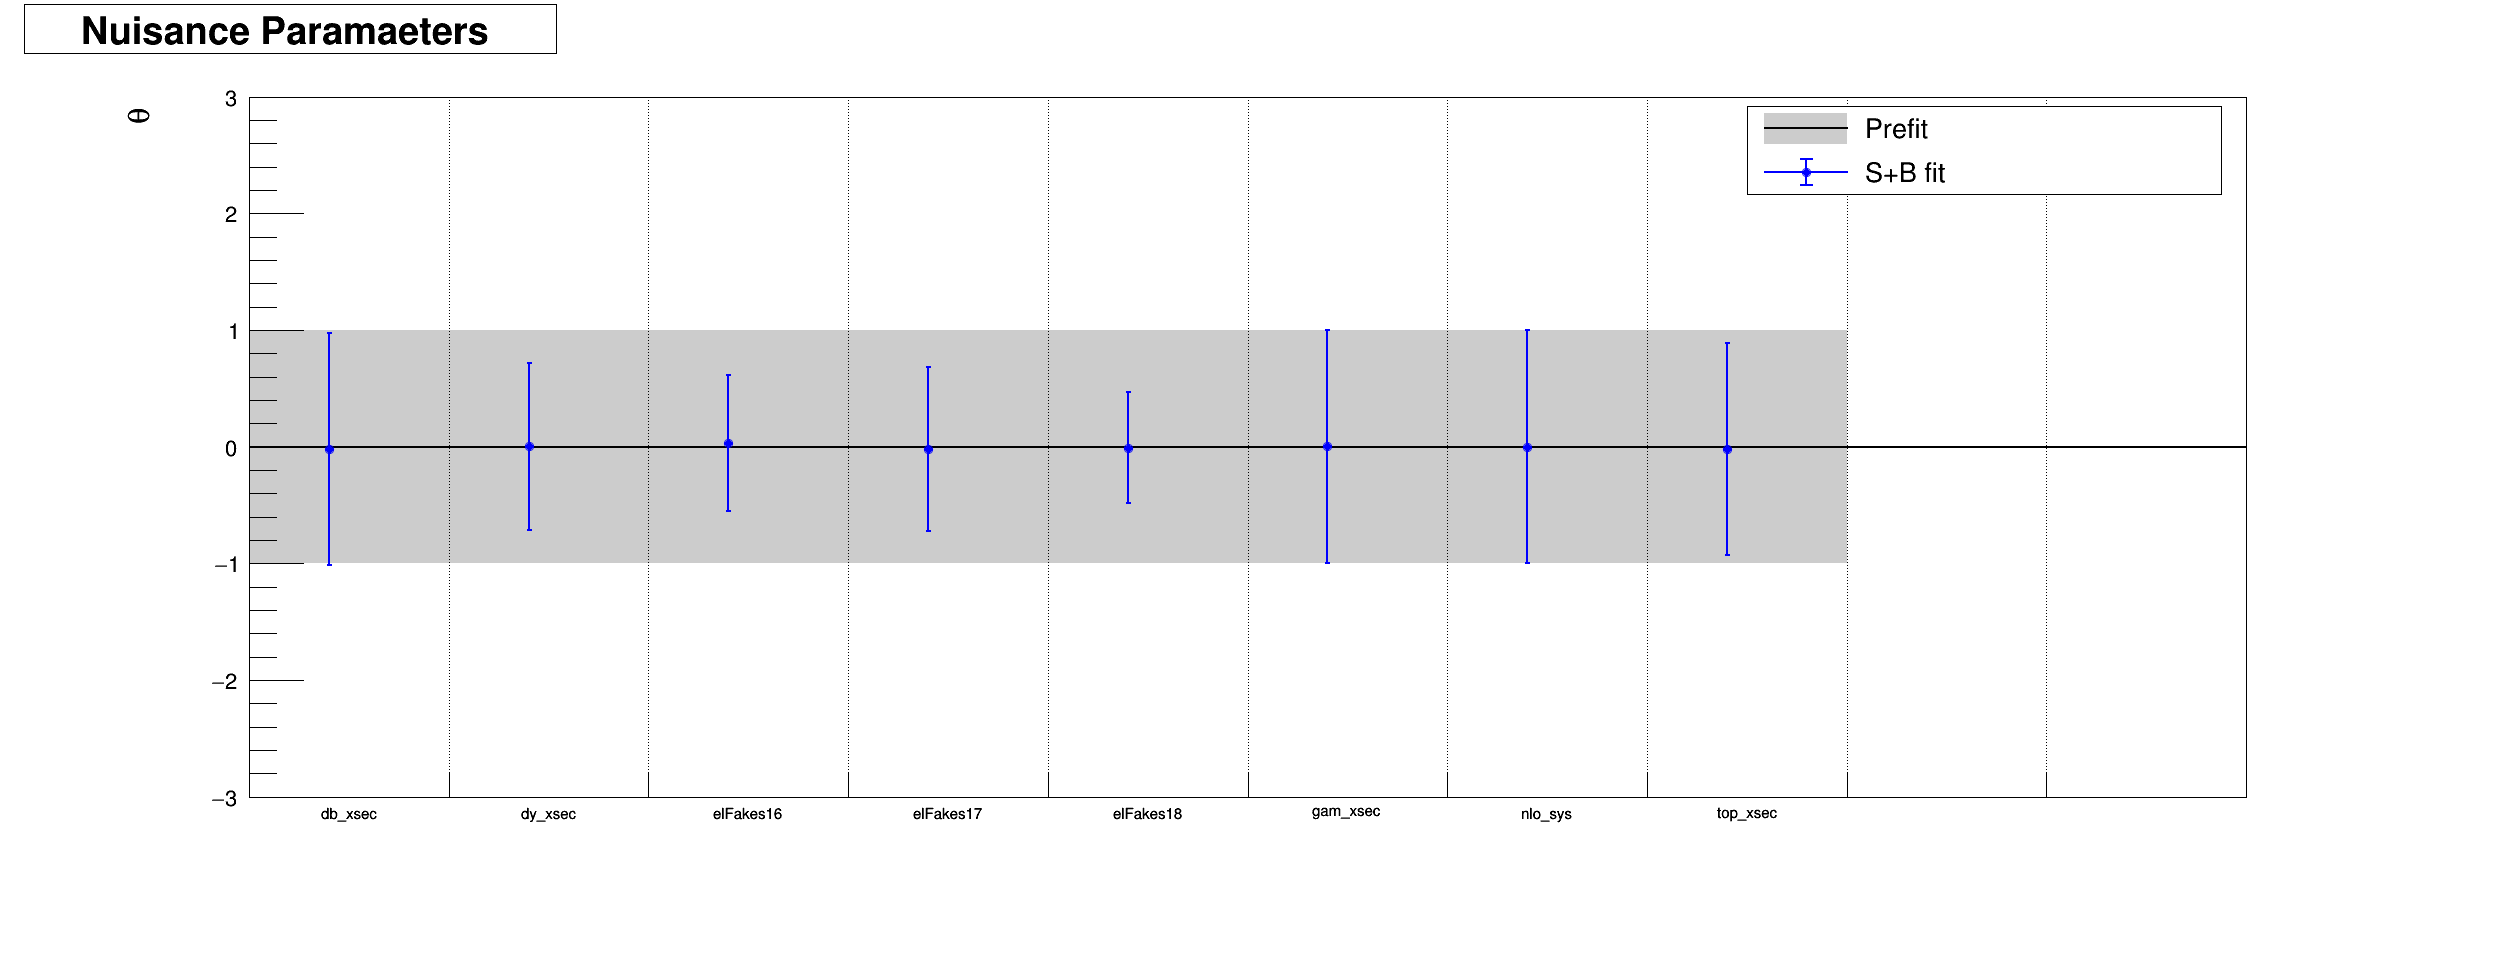 Nuisance Paramaeters
θ
3
2
1
0
−1
−2
−3
Prefit
S+B fit
db_xsec
dy_xsec
elFakes16
elFakes17
elFakes18
gam_xsec
nlo_sys
top_xsec